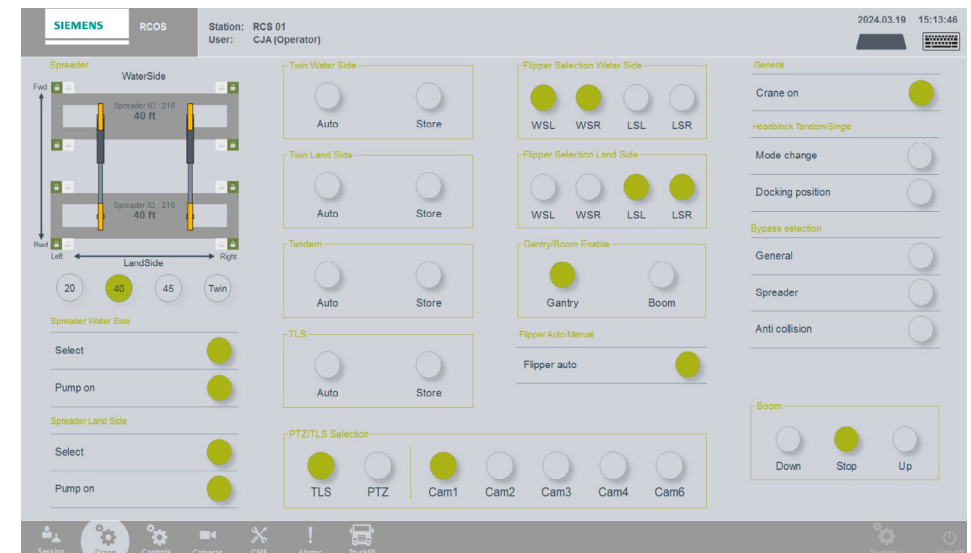 SIEMENS
RCOS
Station: RCS 01
User: CJA (Operator)
2024.03.19 15:13:46
Spreader
WaterSide
Fwd
Spreader ID : 210
40 ft
Spreader ID : 210
40 ft
Rwd
Left
LandSide
Right
20
40
45
Twin
Spreader Water Side
Select
Pump on
Spreader Land Side
Select
Pump on
Twin Water Side
Auto
Store
Twin Land Side
Auto
Store
Tandem
Auto
Store
TLS
Auto
Store
PTZ/TLS Selection
TLS
PTZ
Cam1
Cam2
Cam3
Cam4
Cam6
Flipper Selection Water Side
WSL
WSR
LSL
LSR
Flipper Selection Land Side
WSL
WSR
LSL
LSR
Gantry/Boom Enable
Gantry
Boom
Flipper Auto/Manual
Flipper auto
General
Crane on
Headblock Tandem/Single
Mode change
Docking position
Bypass selection
General
Spreader
Anti collision
Boom
Down
Stop
Up
Session
Crane
Controls
Cameras
CMS
Alarms
System
Log off